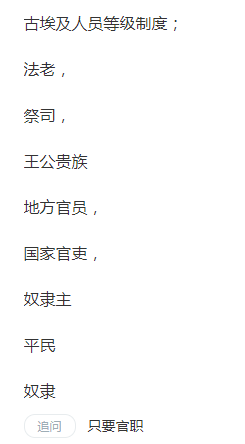 古埃及人员等级制度；
法老，
祭司，
王公贵族
地方官员，
国家官吏，
奴隶主
平民
奴隶
追问 只要官职